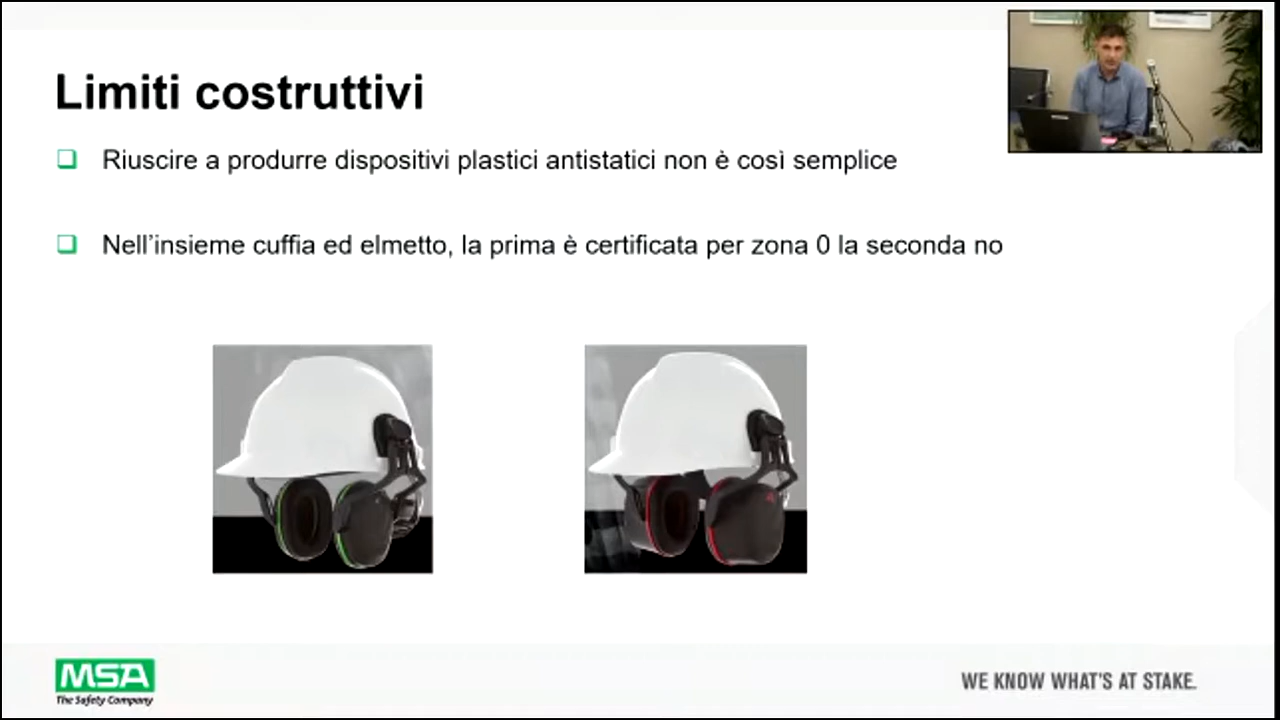 Limiti costruttivi
Riuscire a produrre dispositivi plastici antistatici non è così semplice
Nell'insieme cuffia ed elmetto, la prima è certificata per zona 0 la seconda no
MSA
The Safety Company
WE KNOW WHAT'S AT STAKE.